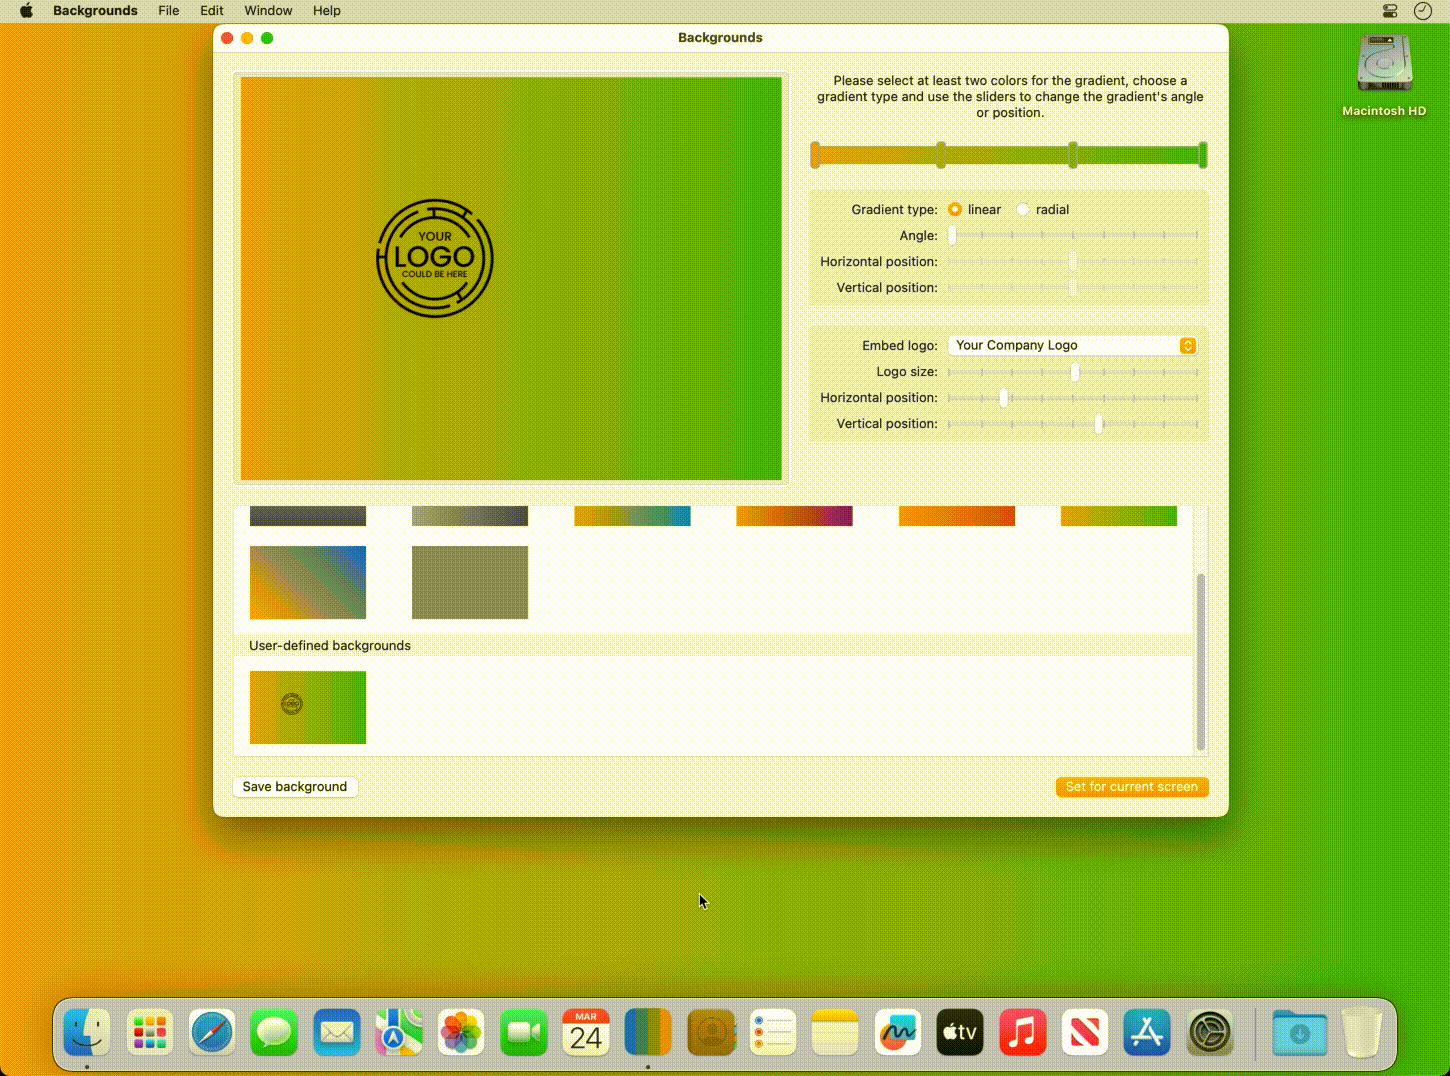 Backgrounds File Edit Window Help
Backgrounds
Macintosh HD
Please select at least two colors for the gradient, choose a
gradient type and use the sliders to change the gradient's angle
or position.
Gradient type: linear radial
Angle:
Horizontal position:
Vertical position:
YOUR
LOGO
COULD BE HERE
Embed logo: Your Company Logo
Logo size:
Horizontal position:
Vertical position:
User-defined backgrounds
LOGO
Save background
Set for current screen
MAR
24
tv